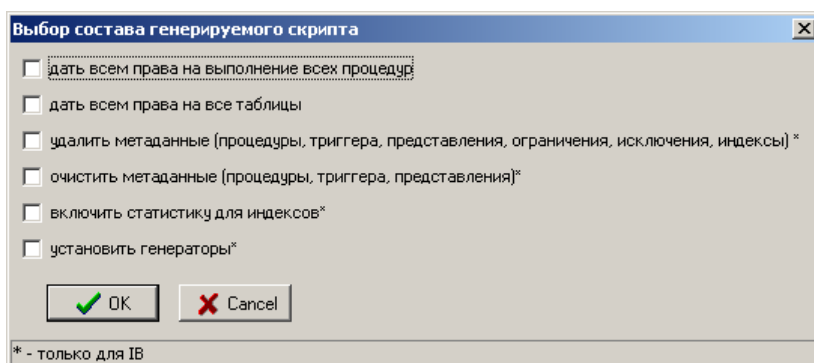 Выбор состава генерируемого скрипта
дать всем права на выполнение всех процедур
дать всем права на все таблицы
удалить метаданные (процедуры, триггера, представления, ограничения, исключения, индексы) *
очистить метаданные (процедуры, триггера, представления)*
включить статистику для индексов*
установить генераторы*
OK Cancel
* - только для IB